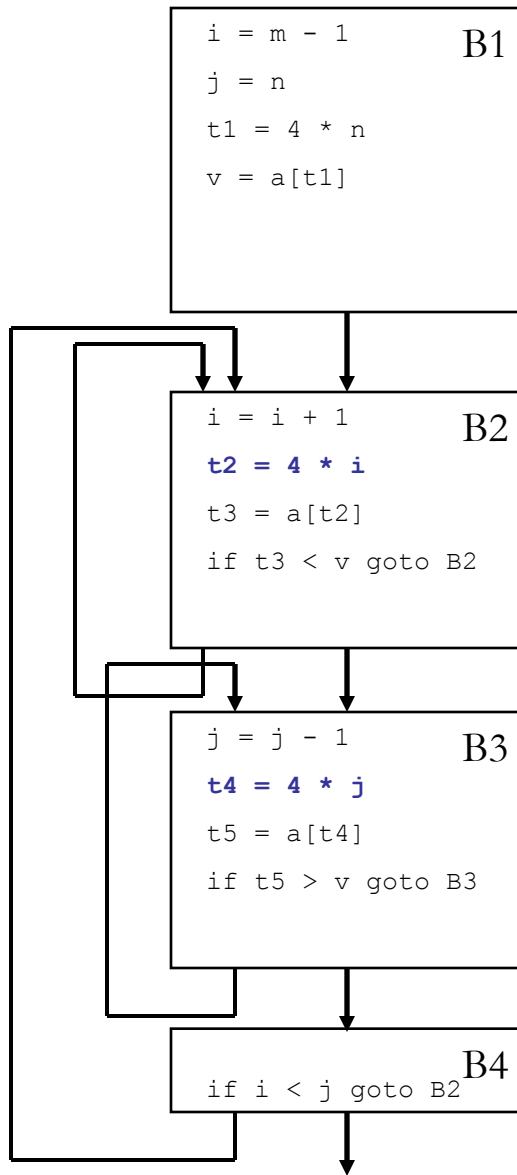 i = m - 1
B1
j = n
t1 = 4 * n
v = a[t1]
i = i + 1
B2
t2 = 4 * i
t3 = a[t2]
if t3 < v goto B2
j = j - 1
B3
t4 = 4 * j
t5 = a[t4]
if t5 > v goto B3
B4
if i < j goto B2